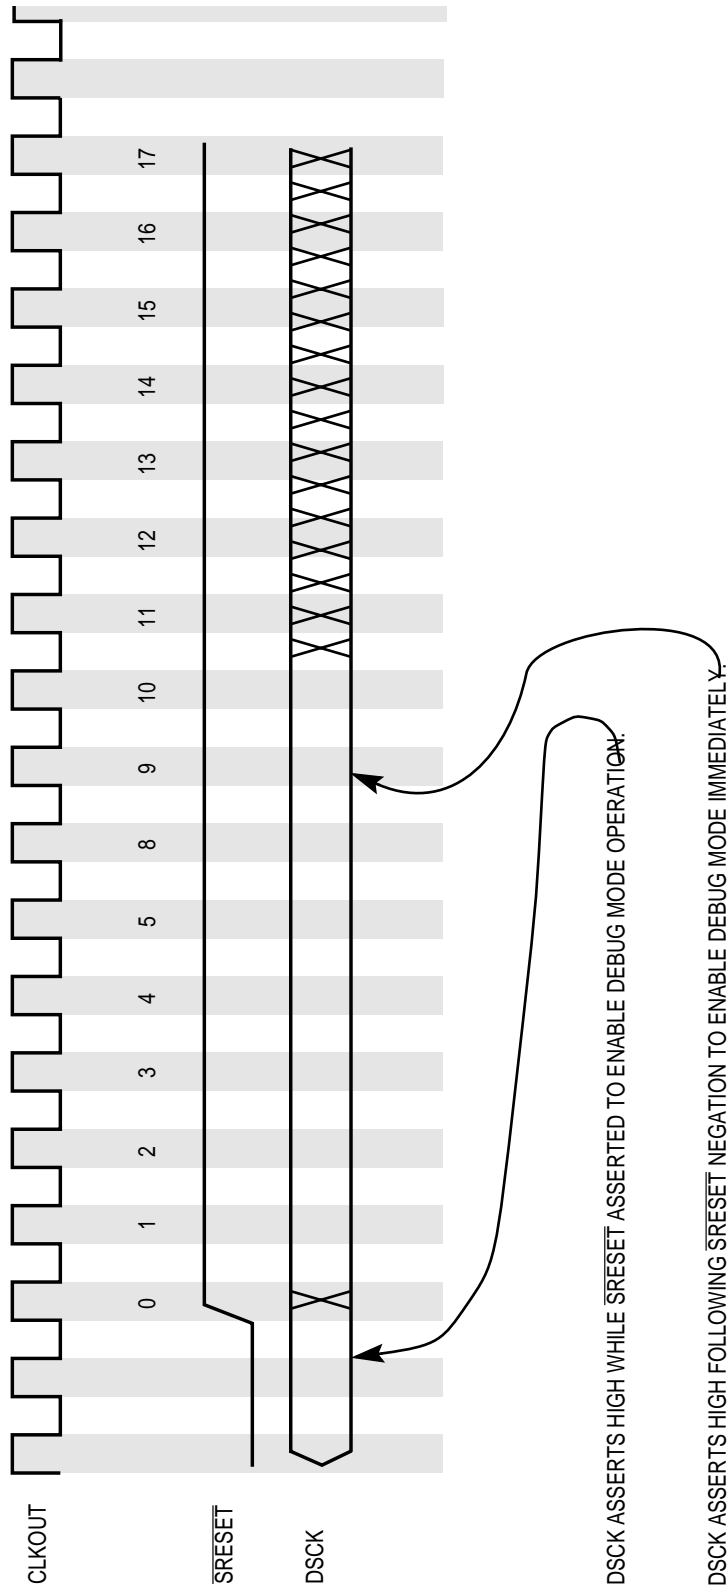 CLKOUT
0 1 2 3 4 5 8 9 10 11 12 13 14 15 16 17
SRESET
DSCK
DSCK ASSERTS HIGH WHILE SRESET ASSERTED TO ENABLE DEBUG MODE OPERATION.
DSCK ASSERTS HIGH FOLLOWING SRESET NEGATION TO ENABLE DEBUG MODE IMMEDIATELY.